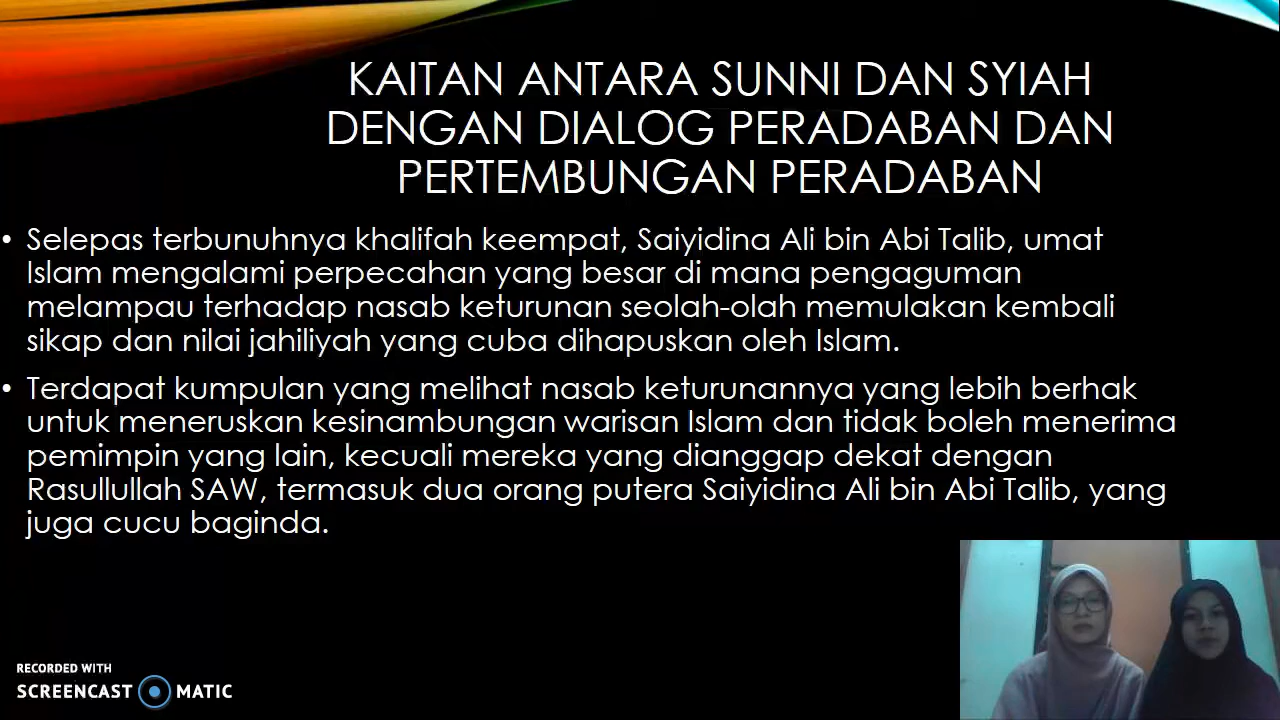 KAITAN ANTARA SUNNI DAN SYIAH
DENGAN DIALOG PERADABAN DAN
PERTEMBUNGAN PERADABAN
• Selepas terbunuhnya khalifah keempat, Saiyidina Ali bin Abi Talib, umat
Islam mengalami perpecahan yang besar di mana pengaguman
melampau terhadap nasab keturunan seolah-olah memulakan kembali
sikap dan nilai jahiliyah yang cuba dihapuskan oleh Islam.
• Terdapat kumpulan yang melihat nasab keturunannya yang lebih berhak
untuk meneruskan kesinambungan warisan Islam dan tidak boleh menerima
pemimpin yang lain, kecuali mereka yang dianggap dekat dengan
Rasullullah SAW, termasuk dua orang putera Saiyidina Ali bin Abi Talib, yang
juga cucu baginda.
RECORDED WITH
SCREENCAST MATIC